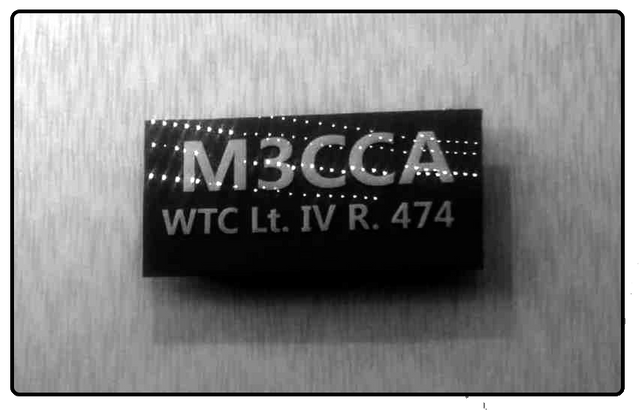 M3CCA
WTC Lt. IV R. 474